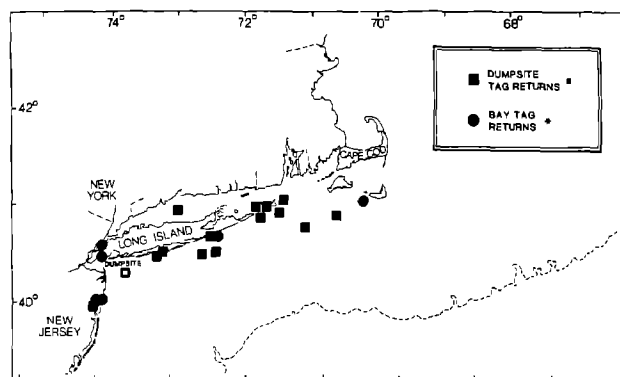 74° 72° 70° 68°
DUMPSITE
TAG RETURNS
BAY TAG
RETURNS
42°
CAPE COD
NEW
YORK
LONG ISLAND
DUMPSITE
40°
NEW
JERSEY